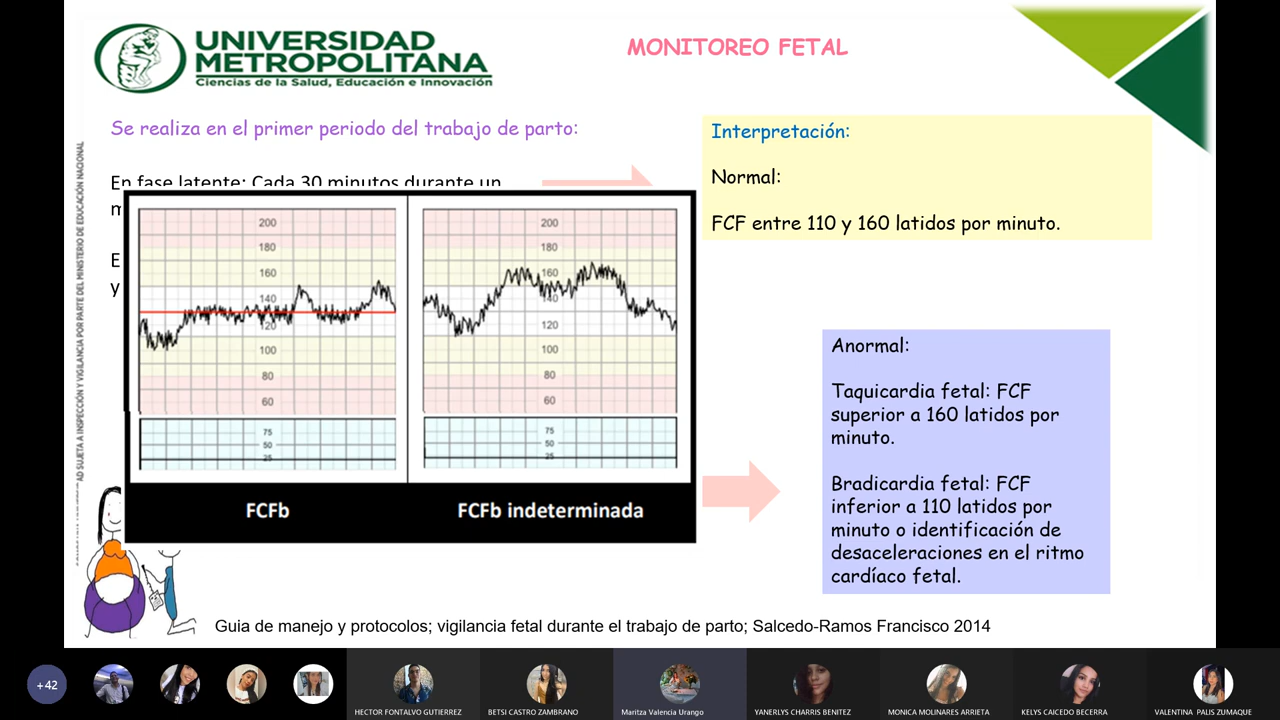 UNIVERSIDAD
METROPOLITANA
Ciencias de la Salud, Educación e Innovación
MONITOREO FETAL
Se realiza en el primer periodo del trabajo de parto:
En fase latente: Cada 30 minutos durante un
m
E
y
AD SUJETA A INSPECCIÓN Y VIGILANCIA POR PARTE DEL MINISTERIO DE EDUCACIÓN NACIONAL
200
180
160
140
120
100
80
60
75
50
25
FCFb
200
180
160
140
120
100
80
60
75
50
25
FCFb indeterminada
Interpretación:
Normal:
FCF entre 110 y 160 latidos por minuto.
Anormal:
Taquicardia fetal: FCF
superior a 160 latidos por
minuto.
Bradicardia fetal: FCF
inferior a 110 latidos por
minuto o identificación de
desaceleraciones en el ritmo
cardíaco fetal.
Guia de manejo y protocolos; vigilancia fetal durante el trabajo de parto; Salcedo-Ramos Francisco 2014
+42
HECTOR FONTALVO GUTIERREZ
BETSI CASTRO ZAMBRANO
Maritza Valencia Urango
YANERLYS CHARRIS BENITEZ
MONICA MOLINARES ARRIETA
KELYS CAICEDO BECERRA
VALENTINA PALIS ZUMAQUE